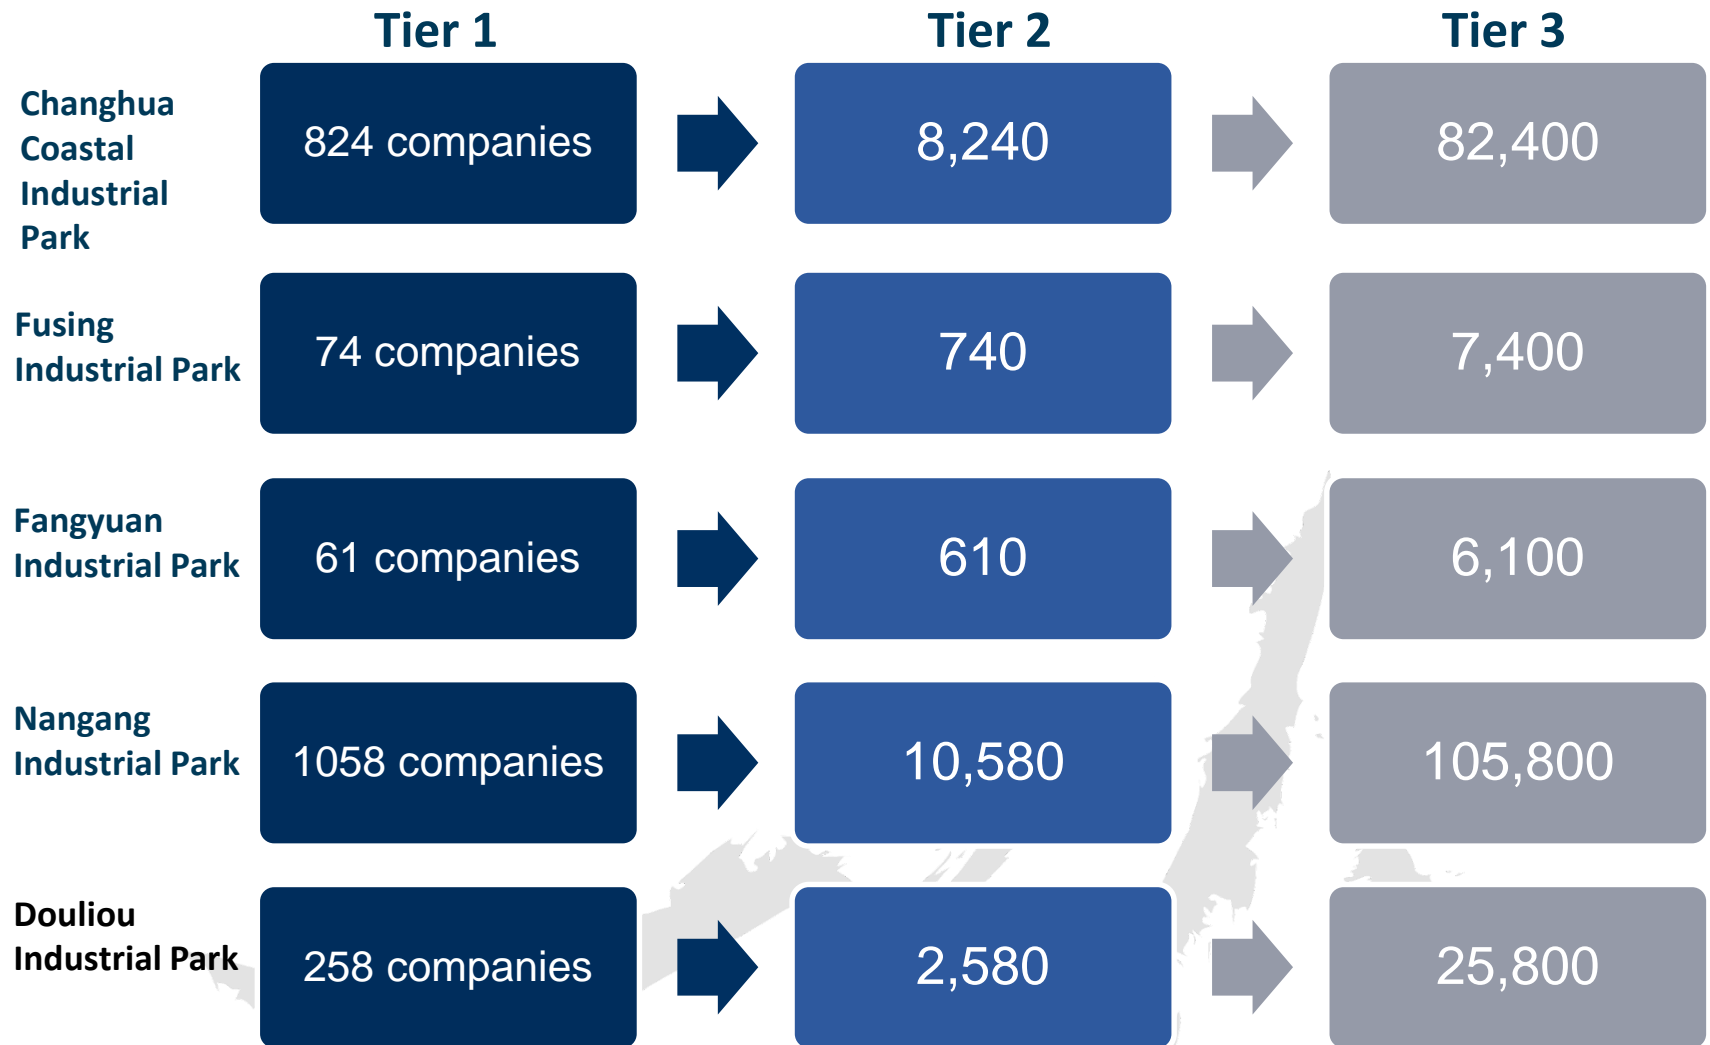 Tier 1
Tier 2
Tier 3
Changhua
Coastal
Industrial
Park
824 companies
8,240
82,400
Fusing
Industrial Park
74 companies
740
7,400
Fangyuan
Industrial Park
61 companies
610
6,100
Nangang
Industrial Park
1058 companies
10,580
105,800
Douliou
Industrial Park
258 companies
2,580
25,800